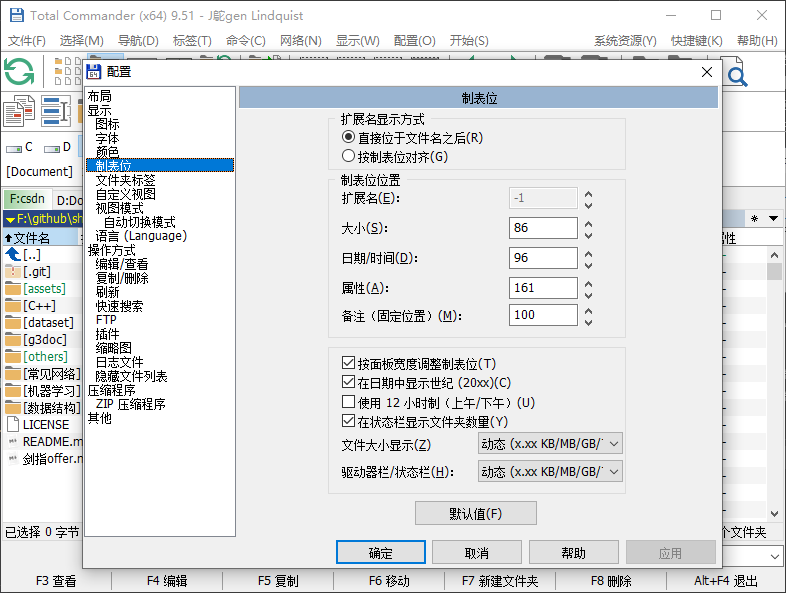 Total Commander (x64) 9.51 - J駝gen Lindquist
文件(F) 选择(M) 导航(D) 标签(T) 命令(C) 网络(N) 显示(W) 配置(O) 开始(S) 系统资源(Y) 快捷键(K) 帮助(H)
C D
[Document]
F:csdn D:Do
F:\github\sh
文件名
[..]
[.git]
[assets]
[C++]
[dataset]
[g3doc]
[others]
[常见网络
[机器学习]
[数据结构
LICENSE
README.m
剑指offer.n
已选择 0 字节
配置
布局
显示
图标
字体
颜色
制表位
文件夹标签
自定义视图
视图模式
自动切换模式
语言 (Language)
操作方式
编辑/查看
复制/删除
刷新
快速搜索
FTP
插件
缩略图
日志文件
隐藏文件列表
压缩程序
ZIP 压缩程序
其他
制表位
扩展名显示方式
直接位于文件名之后(R)
按制表位对齐(G)
制表位位置
扩展名(E): -1
大小(S): 86
日期/时间(D): 96
属性(A): 161
备注（固定位置）(M): 100
按面板宽度调整制表位(T)
在日期中显示世纪 (20xx)(C)
使用 12 小时制（上午/下午）(U)
在状态栏显示文件夹数量(Y)
文件大小显示(Z) 动态 (x.xx KB/MB/GB/
驱动器栏/状态栏(H): 动态 (x.xx KB/MB/GB/
默认值(F)
确定 取消 帮助 应用
* 
性
个文件夹
F3 查看 F4 编辑 F5 复制 F6 移动 F7 新建文件夹 F8 删除 Alt+F4 退出